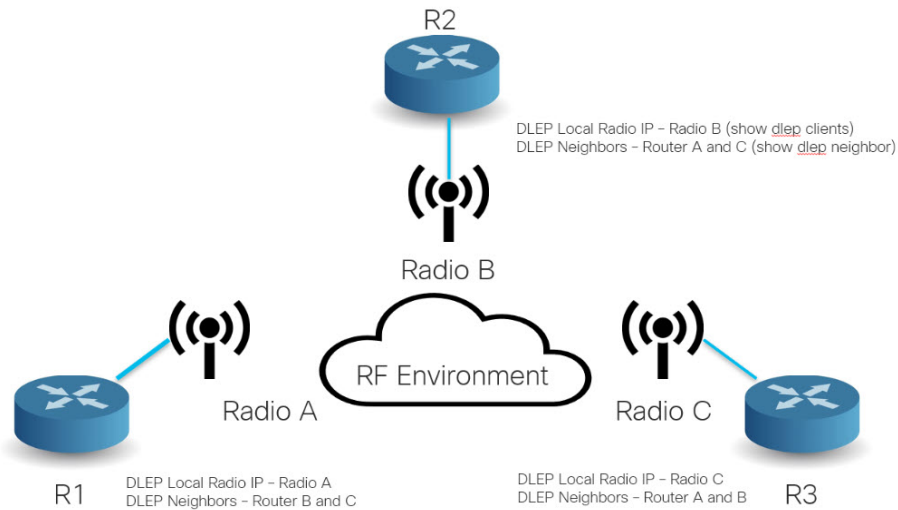 R2
DLEP Local Radio IP – Radio B (show dlep clients)
DLEP Neighbors – Router A and C (show dlep neighbor)
Radio B
RF Environment
Radio A
Radio C
R1
DLEP Local Radio IP – Radio A
DLEP Neighbors – Router B and C
DLEP Local Radio IP – Radio C
DLEP Neighbors – Router A and B
R3